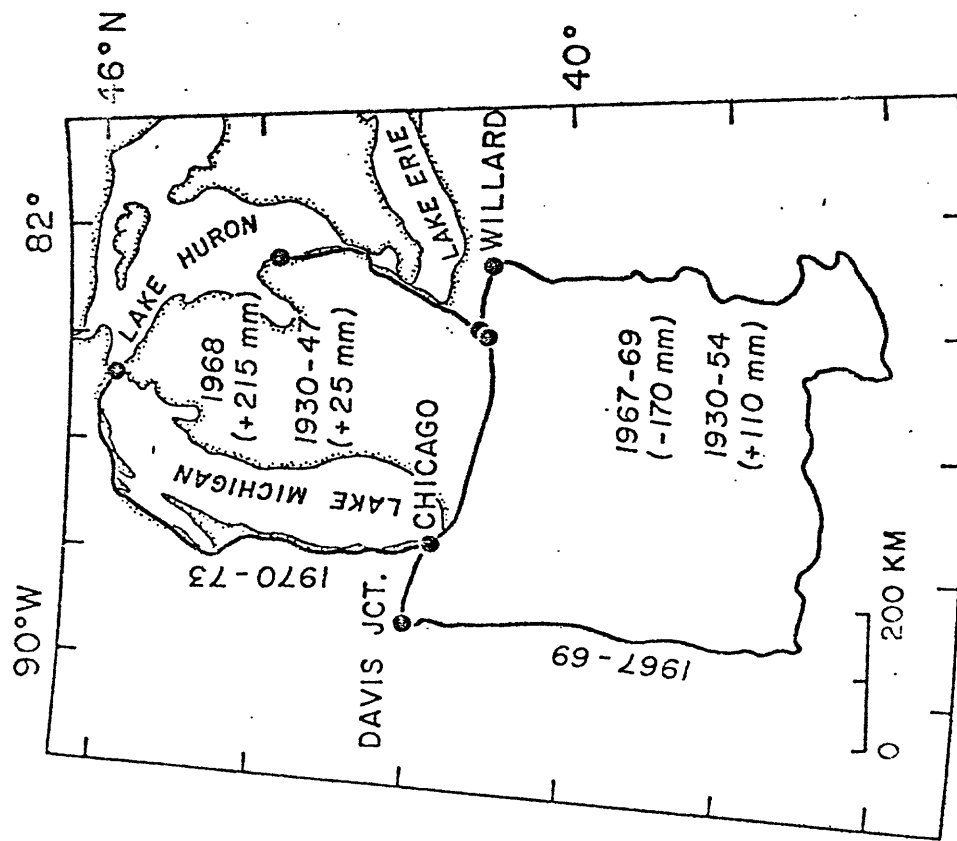 90°W
82°
46°N
40°
LAKE HURON
LAKE ERIE
LAKE MICHIGAN
1968
(+215 mm)
1930-47
(+25 mm)
1970-73
CHICAGO
DAVIS JCT.
WILLARD
1967-69
(-170 mm)
1930-54
(+110 mm)
1967-69
0
200 KM